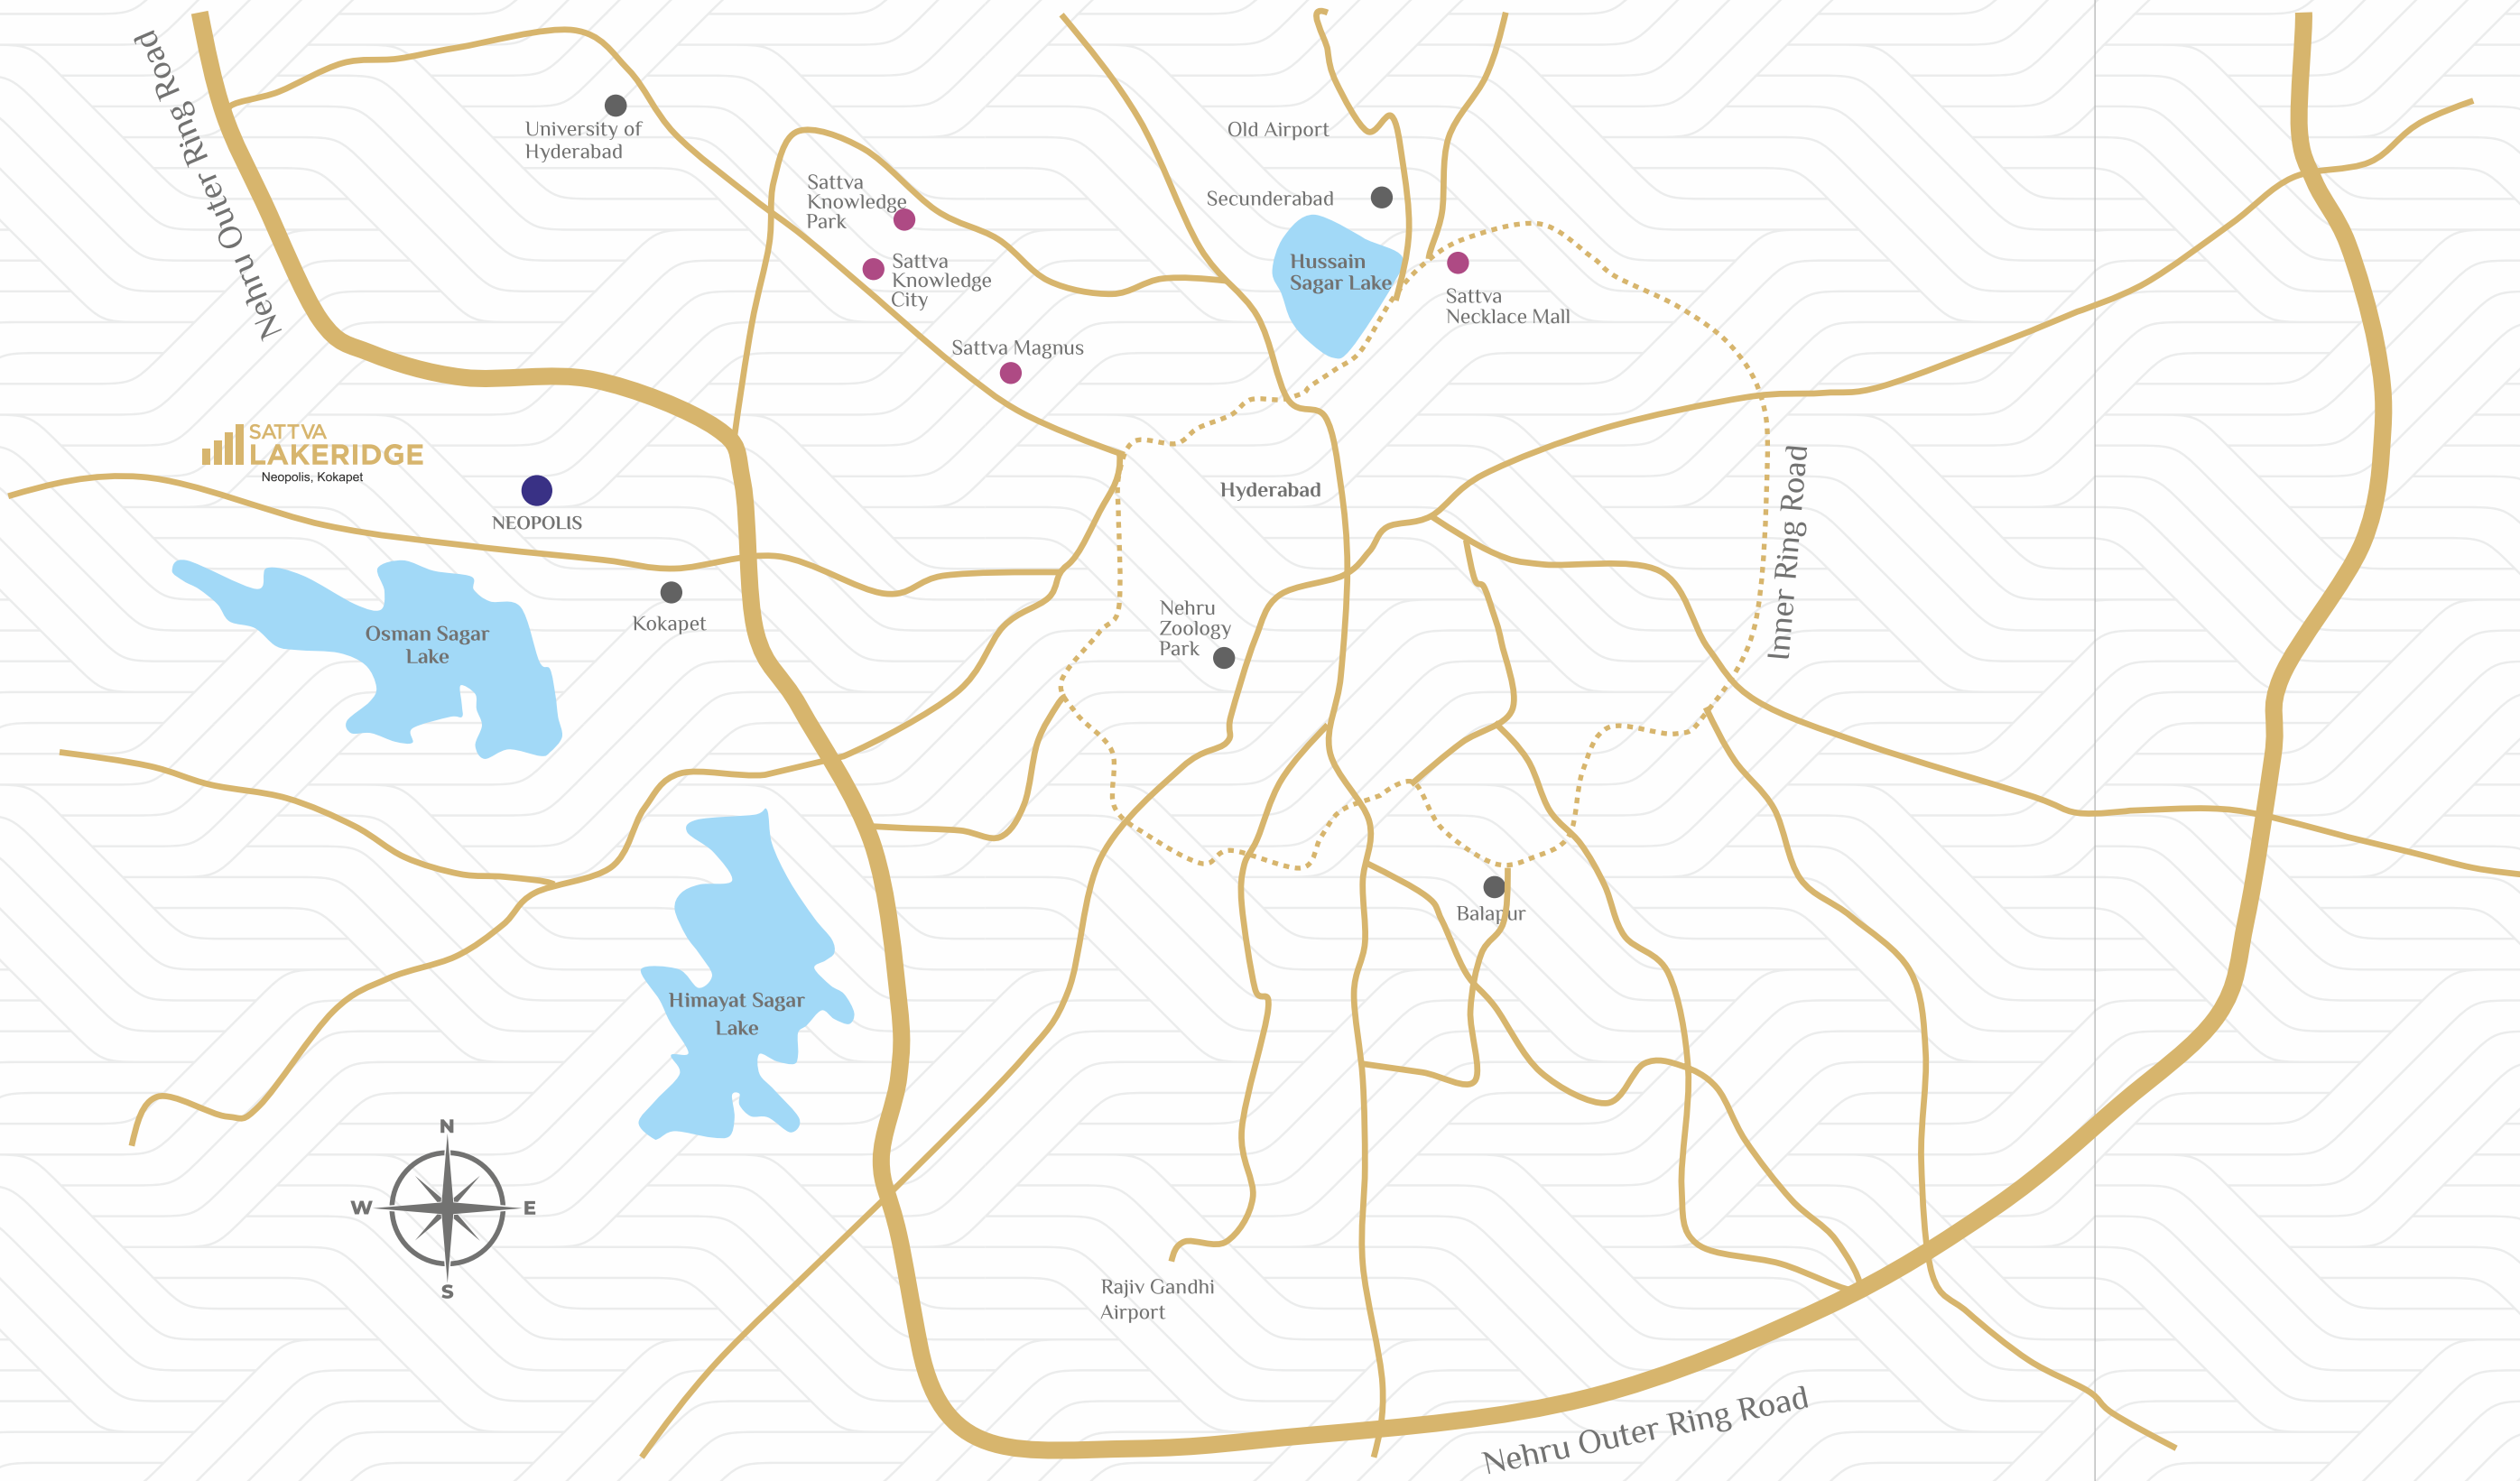 Nehru Outer Ring Road
University of
Hyderabad
Old Airport
Sattva
Knowledge
Park
Secunderabad
Sattva
Knowledge
City
Hussain
Sagar Lake
Sattva
Necklace Mall
Sattva Magnus
SATTVA
LAKERIDGE
Neopolis, Kokapet
NEOPOLIS
Hyderabad
Inner Ring Road
Kokapet
Nehru
Zoology
Park
Osman Sagar
Lake
Balapur
Himayat Sagar
Lake
N
W
E
S
Rajiv Gandhi
Airport
Nehru Outer Ring Road